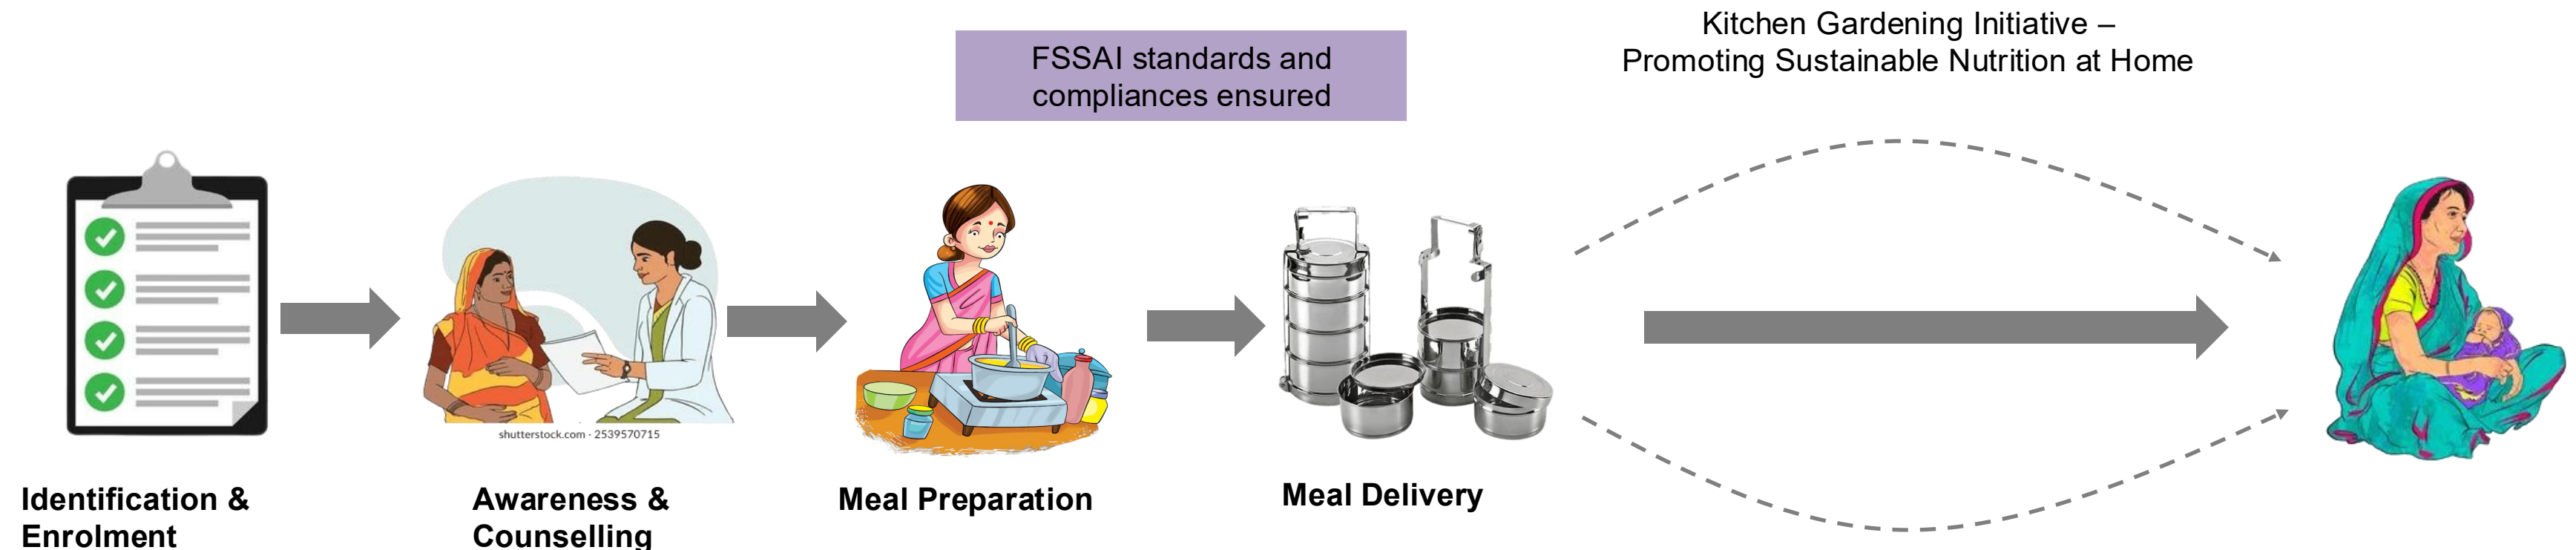 FSSAI standards and
compliances ensured
Kitchen Gardening Initiative –
Promoting Sustainable Nutrition at Home
shutterstock.com · 2539570715
Identification &
Enrolment
Awareness &
Counselling
Meal Preparation
Meal Delivery